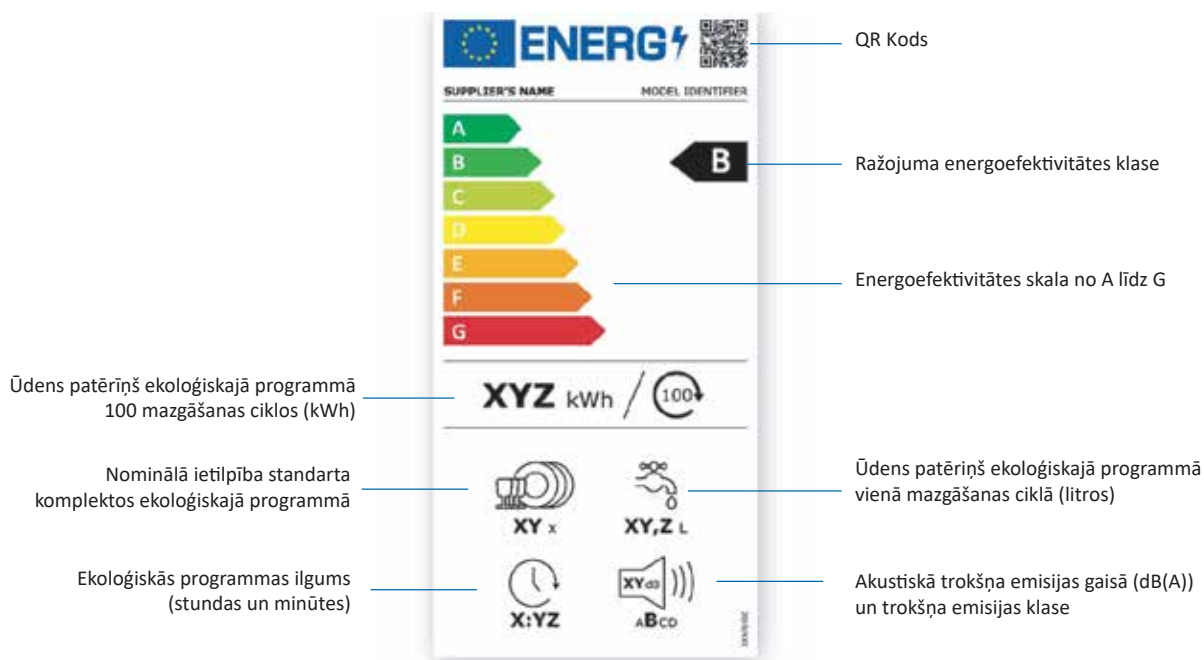 ENERG
QR Kods
SUPPLIER'S NAME
MODEL IDENTIFIER
A
B
B
Ražojuma energoefektivitātes klase
C
D
E
Energoefektivitātes skala no A līdz G
F
G
Ūdens patērīņš ekoloģiskajā programmā
100 mazgāšanas ciklos (kWh)
XYZ kWh / 100
Nominālā ietilpība standarta
komplektos ekoloģiskajā programmā
XY x
XY,Z L
Ūdens patēriņš ekoloģiskajā programmā
vienā mazgāšanas ciklā (litros)
Ekoloģiskās programmas ilgums
(stundas un minūtes)
X:YZ
XY dB
ABCD
Akustiskā trokšņa emisijas gaisā (dB(A))
un trokšņa emisijas klase